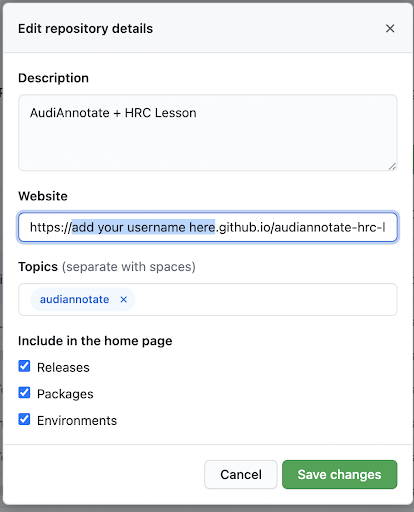 Edit repository details
Description
AudiAnnotate + HRC Lesson
Website
https://add your username here.github.io/audiannotate-hrc-l
Topics (separate with spaces)
audiannotate
Include in the home page
Releases
Packages
Environments
Cancel Save changes